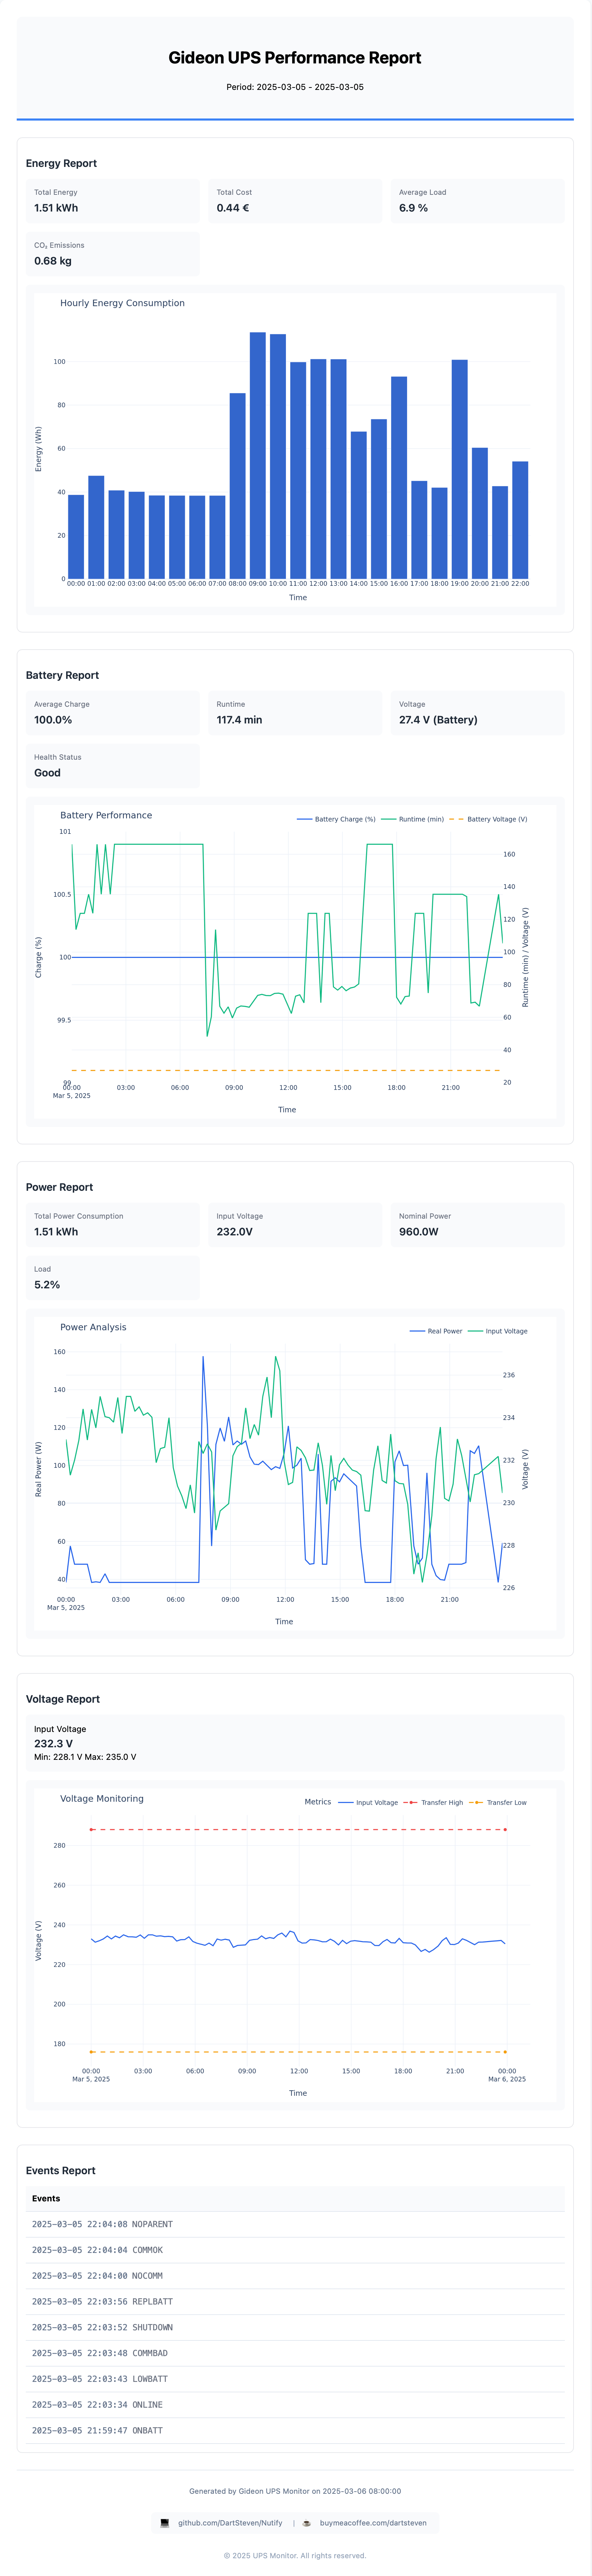 Gideon UPS Performance Report
Period: 2025-03-05 - 2025-03-05
Energy Report
Total Energy
1.51 kWh
Total Cost
0.44 €
Average Load
6.9 %
CO₂ Emissions
0.68 kg
Hourly Energy Consumption
Energy (Wh)
100
80
60
40
20
0
00:00 01:00 02:00 03:00 04:00 05:00 06:00 07:00 08:00 09:00 10:00 11:00 12:00 13:00 14:00 15:00 16:00 17:00 18:00 19:00 20:00 21:00 22:00
Time
Battery Report
Average Charge
100.0%
Runtime
117.4 min
Voltage
27.4 V (Battery)
Health Status
Good
Battery Performance
Battery Charge (%) Runtime (min) Battery Voltage (V)
Charge (%)
101
100.5
100
99.5
99
160
140
120
100
80
60
40
20
Runtime (min) / Voltage (V)
00:00 03:00 06:00 09:00 12:00 15:00 18:00 21:00
Mar 5, 2025
Time
Power Report
Total Power Consumption
1.51 kWh
Input Voltage
232.0V
Nominal Power
960.0W
Load
5.2%
Power Analysis
Real Power Input Voltage
Real Power (W)
160
140
120
100
80
60
40
236
234
232
230
228
226
Voltage (V)
00:00 03:00 06:00 09:00 12:00 15:00 18:00 21:00
Mar 5, 2025
Time
Voltage Report
Input Voltage
232.3 V
Min: 228.1 V Max: 235.0 V
Voltage Monitoring
Metrics Input Voltage Transfer High Transfer Low
Voltage (V)
280
260
240
220
200
180
00:00 03:00 06:00 09:00 12:00 15:00 18:00 21:00 00:00
Mar 5, 2025 Mar 6, 2025
Time
Events Report
Events
2025-03-05 22:04:08 NOPARENT
2025-03-05 22:04:04 COMMOK
2025-03-05 22:04:00 NOCOMM
2025-03-05 22:03:56 REPLBATT
2025-03-05 22:03:52 SHUTDOWN
2025-03-05 22:03:48 COMMBAD
2025-03-05 22:03:43 LOWBATT
2025-03-05 22:03:34 ONLINE
2025-03-05 21:59:47 ONBATT
Generated by Gideon UPS Monitor on 2025-03-06 08:00:00
github.com/DartSteven/Nutify | buymeacoffee.com/dartsteven
© 2025 UPS Monitor. All rights reserved.